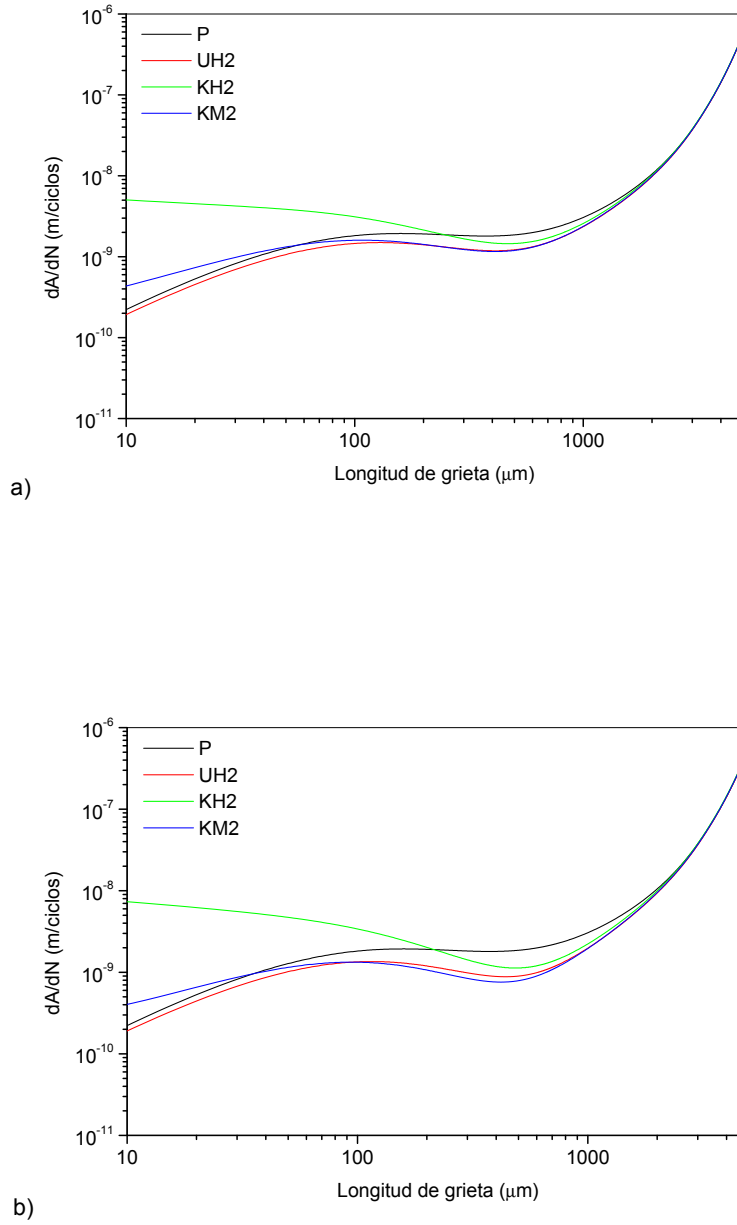 10⁻⁶
P
UH2
KH2
KM2
10⁻⁷
10⁻⁸
10⁻⁹
10⁻¹⁰
10⁻¹¹
dA/dN (m/ciclos)
10
100
1000
Longitud de grieta (μm)
a)
10⁻⁶
P
UH2
KH2
KM2
10⁻⁷
10⁻⁸
10⁻⁹
10⁻¹⁰
10⁻¹¹
dA/dN (m/ciclos)
10
100
1000
Longitud de grieta (μm)
b)